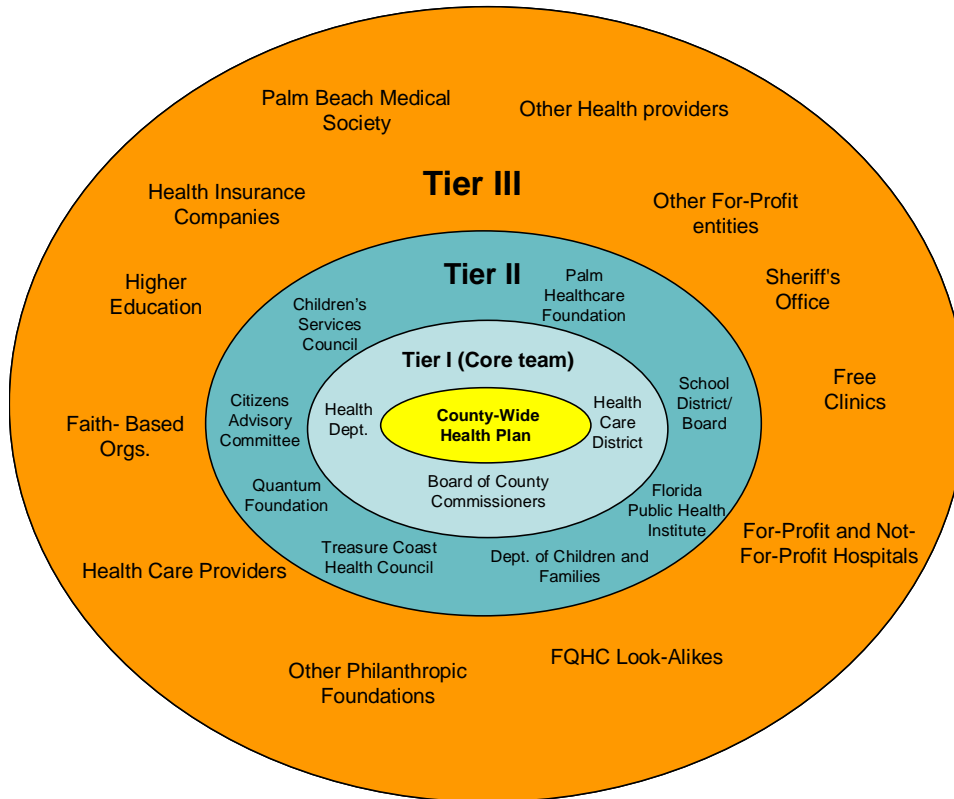 Palm Beach Medical
Society
Other Health providers
Tier III
Health Insurance
Companies
Other For-Profit
entities
Higher
Education
Sheriff's
Office
Free
Clinics
Faith- Based
Orgs.
For-Profit and Not-
For-Profit Hospitals
Health Care Providers
Other Philanthropic
Foundations
FQHC Look-Alikes
Tier II
Palm
Healthcare
Foundation
Children’s
Services
Council
School
District/
Board
Citizens
Advisory
Committee
Quantum
Foundation
Florida
Public Health
Institute
Treasure Coast
Health Council
Dept. of Children and
Families
Tier I (Core team)
Health
Dept.
Health
Care
District
Board of County
Commissioners
County-Wide
Health Plan